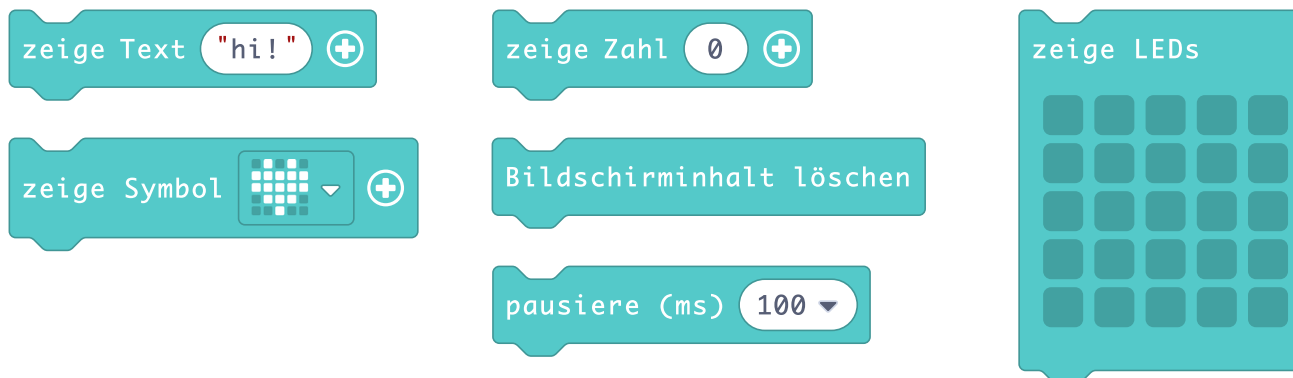 zeige Text "hi!"
zeige Zahl 0
zeige LEDs
zeige Symbol
Bildschirminhalt löschen
pausiere (ms) 100